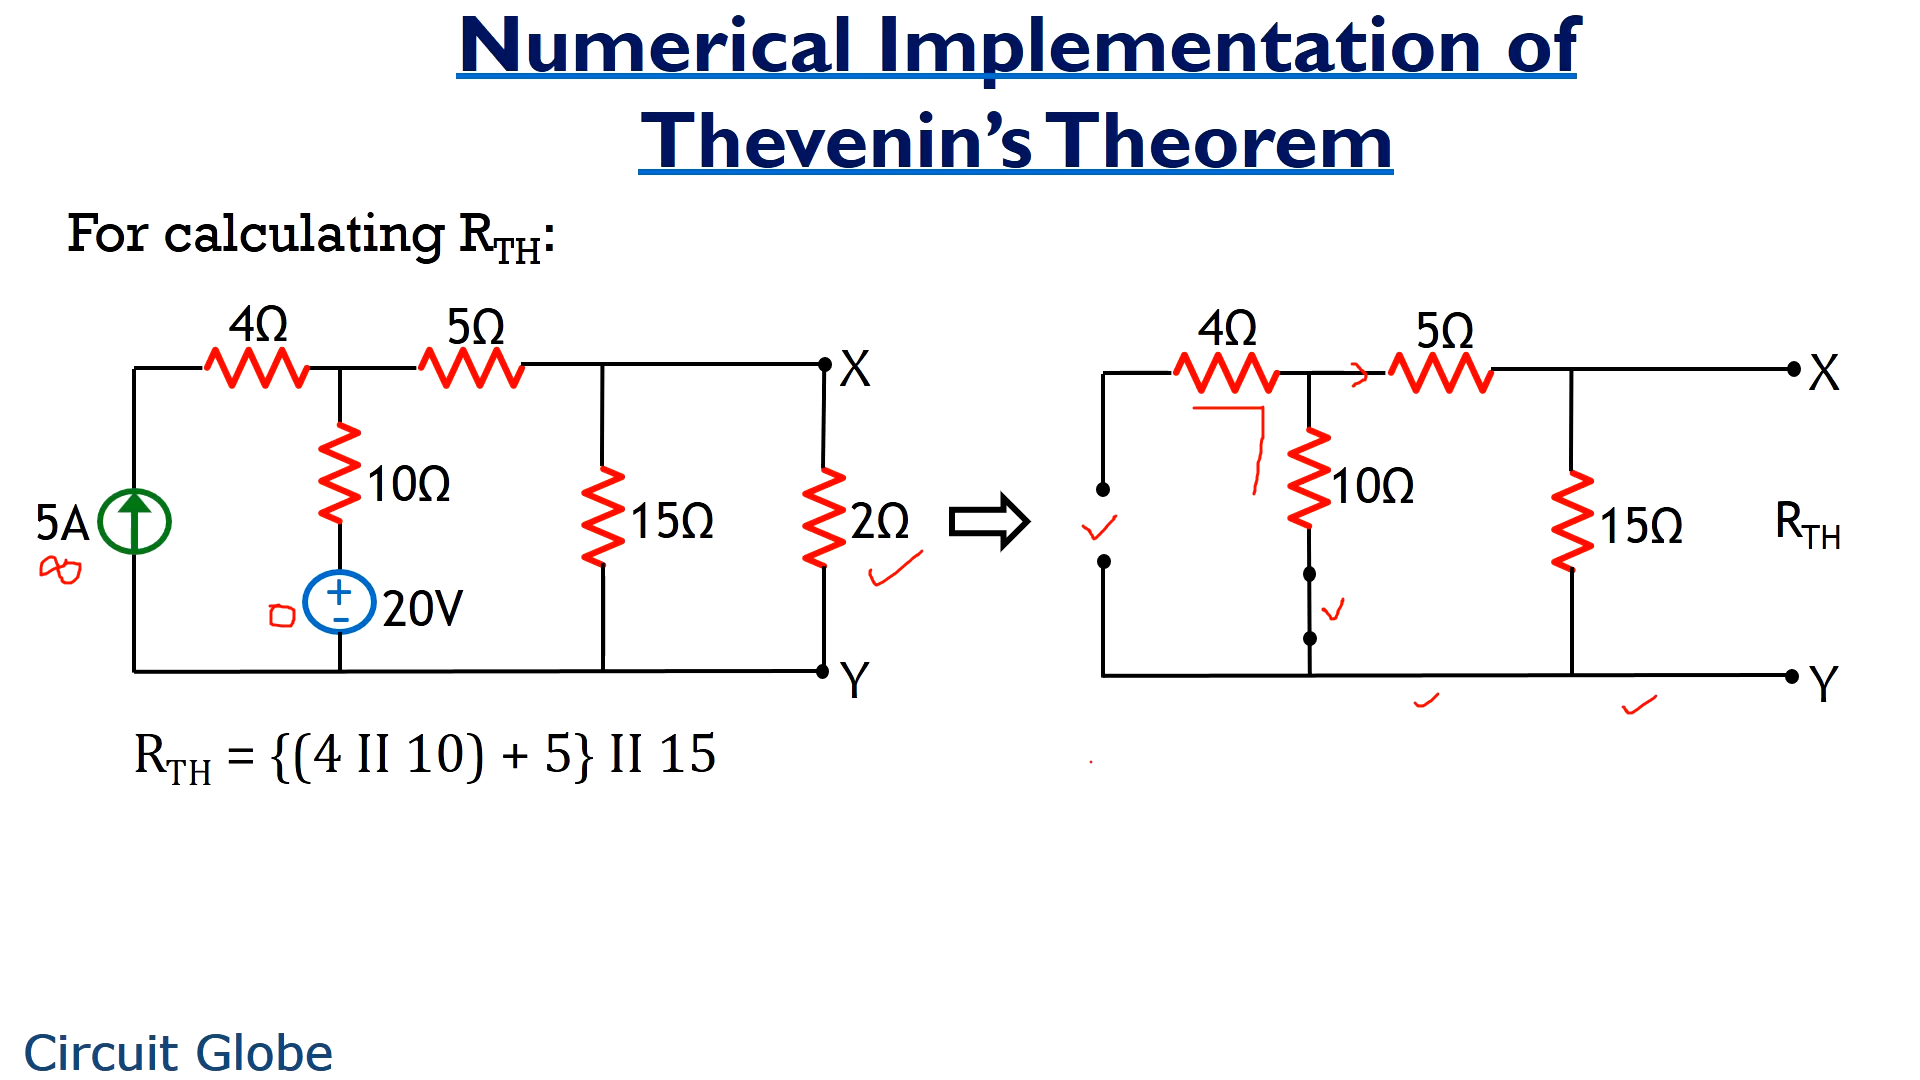 Numerical Implementation of
Thevenin's Theorem
For calculating R_TH:
4Ω 5Ω X
10Ω
5A 15Ω 2Ω
+
- 20V
Y
4Ω 5Ω X
10Ω
15Ω R_TH
Y
R_TH = {(4 II 10) + 5} II 15
Circuit Globe